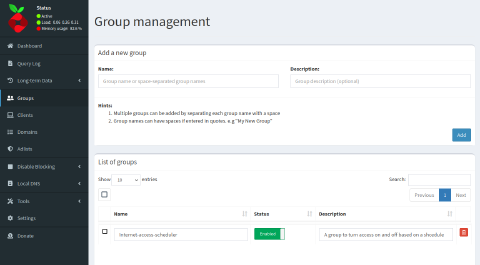 Status
Active
Load: 0.06 0.16 0.11
Memory usage: 92.6 %
Dashboard
Query Log
Long-term Data
Groups
Clients
Domains
Adlists
Disable Blocking
Local DNS
Tools
Settings
Donate
Group management
Add a new group
Name:
Description:
Group name or space-separated group names
Group description (optional)
Hints:
1. Multiple groups can be added by separating each group name with a space
2. Group names can have spaces if entered in quotes. e.g "My New Group"
Add
List of groups
Show 10 entries
Search:
Previous 1 Next
Name Status Description
Internet-access-scheduler Enabled A group to turn access on and off based on a shcedule